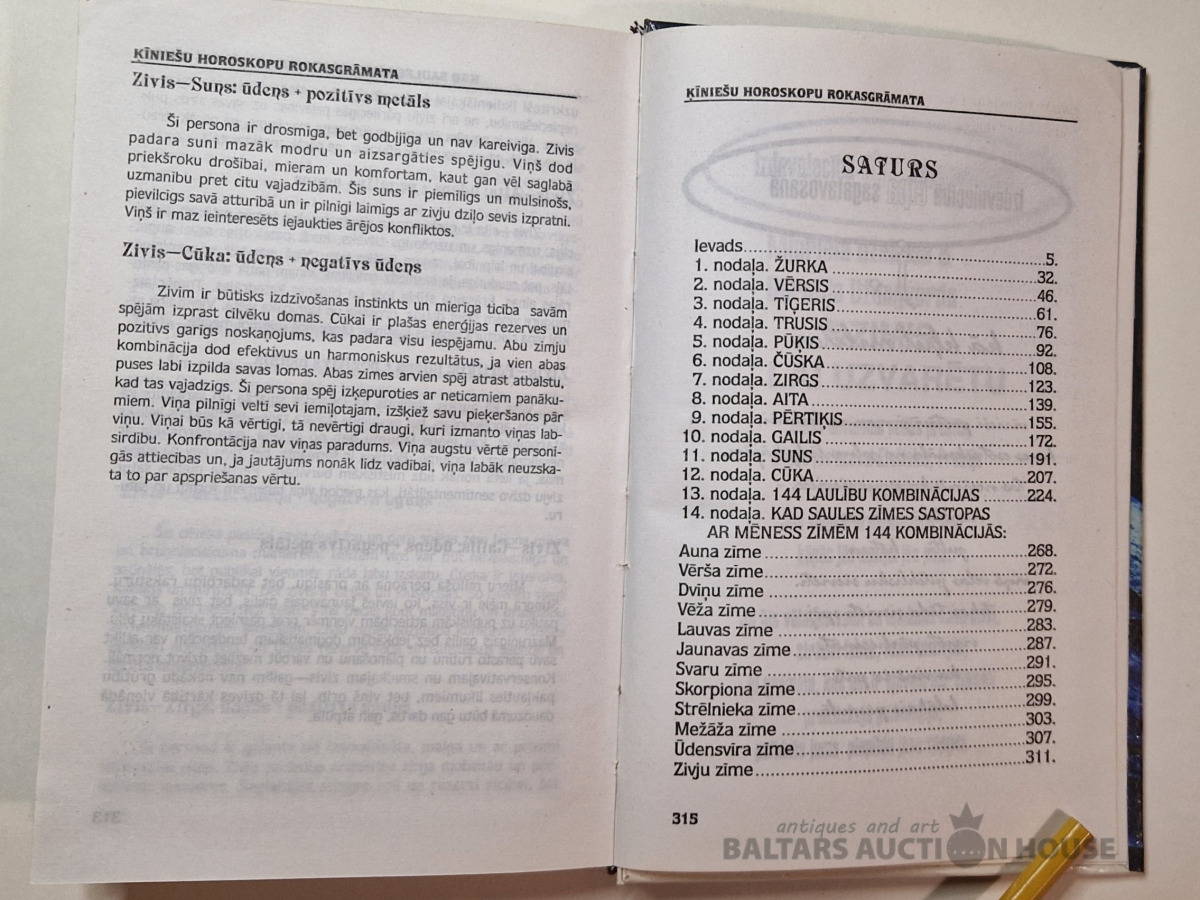 ĶĪNIEŠU HOROSKOPU ROKASGRĀMATA
Zivis—Suns: ūdens + pozitīvs metāls
Šī persona ir drosmīga, bet godbijīga un nav kareivīga. Zivis
padara suni mazāk modru un aizsargāties spējīgu. Viņš dod
priekšroku drošībai, mieram un komfortam, kaut gan vēl saglabā
uzmanību pret citu vajadzībām. Šis suns ir piemīlīgs un mulsinošs,
pievilcīgs savā atturībā un ir pilnīgi laimīgs ar zivju dziļo sevis izpratni.
Viņš ir maz ieinteresēts iejaukties ārējos konfliktos.
Zivis—Cūka: ūdens + negatīvs ūdens
Zivīm ir būtisks izdzīvošanas instinkts un mierīga ticība savām
spējām izprast cilvēku domas. Cūkai ir plašas enerģijas rezerves un
pozitīvs garīgs noskaņojums, kas padara visu iespējamu. Abu zīmju
kombinācija dod efektīvus un harmoniskus rezultātus, ja vien abas
puses labi izpilda savas lomas. Abas zīmes arvien spēj atrast atbalstu,
kad tas vajadzīgs. Šī persona spēj izķepuroties ar neticamiem panāku-
miem. Viņa pilnīgi veltī sevi iemīļotajam, izšķiež savu pieķeršanos pār
viņu. Viņai būs kā vērtīgi, tā nevērtīgi draugi, kuri izmanto viņas lab-
sirdību. Konfrontācija nav viņas paradums. Viņa augstu vērtē personī-
gās attiecības un, ja jautājums nonāk līdz vadībai, viņa labāk neuzska-
ta to par apspriešanas vērtu.
ĶĪNIEŠU HOROSKOPU ROKASGRĀMATA
SATURS
Ievads.......5.
1. nodaļa. ŽURKA.......32.
2. nodaļa. VĒRSIS.......46.
3. nodaļa. TĪĢERIS.......61.
4. nodaļa. TRUSIS.......76.
5. nodaļa. PŪĶIS.......92.
6. nodaļa. ČŪSKA.......108.
7. nodaļa. ZIRGS.......123.
8. nodaļa. AITA.......139.
9. nodaļa. PĒRTIĶIS.......155.
10. nodaļa. GAILIS.......172.
11. nodaļa. SUNS.......191.
12. nodaļa. CŪKA.......207.
13. nodaļa. 144 LAULĪBU KOMBINĀCIJAS.......224.
14. nodaļa. KAD SAULES ZĪMES SASTOPAS
AR MĒNESS ZĪMĒM 144 KOMBINĀCIJĀS:
Auna zīme.......268.
Vērša zīme.......272.
Dvīņu zīme.......276.
Vēža zīme.......279.
Lauvas zīme.......283.
Jaunavas zīme.......287.
Svaru zīme.......291.
Skorpiona zīme.......295.
Strēlnieka zīme.......299.
Mežāža zīme.......303.
Ūdensvīra zīme.......307.
Zivju zīme.......311.
315
antiques and art
BALTARS AUCTION HOUSE